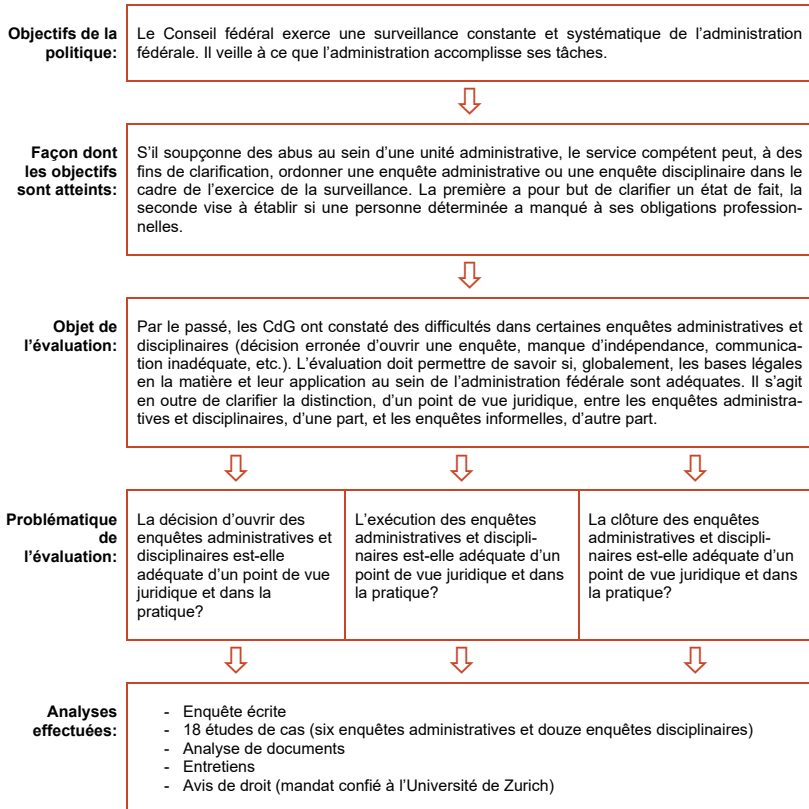 Objectifs de la
politique:
Le Conseil fédéral exerce une surveillance constante et systématique de l'administration
fédérale. Il veille à ce que l'administration accomplisse ses tâches.
Façon dont
les objectifs
sont atteints:
S'il soupçonne des abus au sein d'une unité administrative, le service compétent peut, à des
fins de clarification, ordonner une enquête administrative ou une enquête disciplinaire dans le
cadre de l'exercice de la surveillance. La première a pour but de clarifier un état de fait, la
seconde vise à établir si une personne déterminée a manqué à ses obligations profession-
nelles.
Objet de
l'évaluation:
Par le passé, les CdG ont constaté des difficultés dans certaines enquêtes administratives et
disciplinaires (décision erronée d'ouvrir une enquête, manque d'indépendance, communica-
tion inadéquate, etc.). L'évaluation doit permettre de savoir si, globalement, les bases légales
en la matière et leur application au sein de l'administration fédérale sont adéquates. Il s'agit
en outre de clarifier la distinction, d'un point de vue juridique, entre les enquêtes administra-
tives et disciplinaires, d'une part, et les enquêtes informelles, d'autre part.
Problématique
de
l'évaluation:
La décision d'ouvrir des
enquêtes administratives et
disciplinaires est-elle
adéquate d'un point de vue
juridique et dans la
pratique?
L'exécution des enquêtes
administratives et discipli-
naires est-elle adéquate d'un
point de vue juridique et dans
la pratique?
La clôture des enquêtes
administratives et discipli-
naires est-elle adéquate d'un
point de vue juridique et dans
la pratique?
Analyses
effectuées:
- Enquête écrite
- 18 études de cas (six enquêtes administratives et douze enquêtes disciplinaires)
- Analyse de documents
- Entretiens
- Avis de droit (mandat confié à l'Université de Zurich)